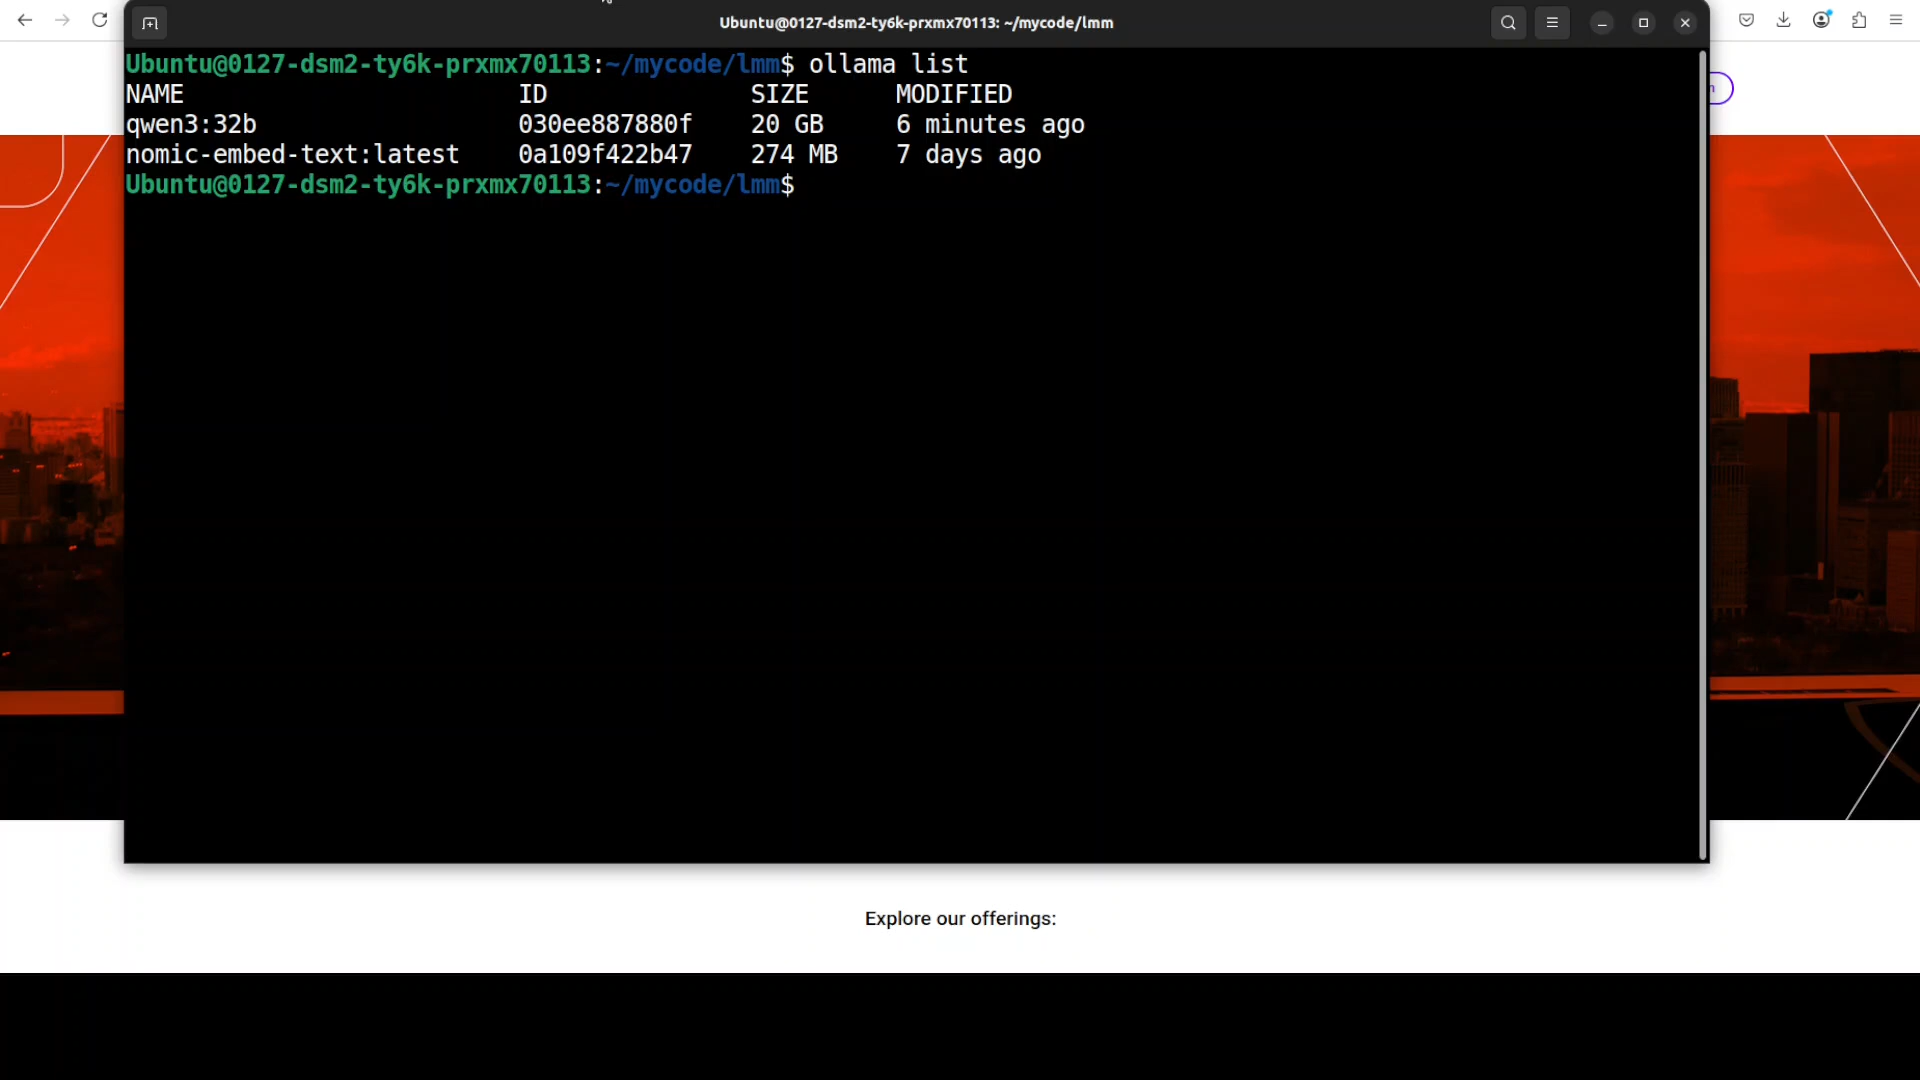 Ubuntu@0127-dsm2-ty6k-prxmx70113: ~/mycode/lmm
Ubuntu@0127-dsm2-ty6k-prxmx70113:~/mycode/lmm$ ollama list
NAME ID SIZE MODIFIED
qwen3:32b 030ee887880f 20 GB 6 minutes ago
nomic-embed-text:latest 0a109f422b47 274 MB 7 days ago
Ubuntu@0127-dsm2-ty6k-prxmx70113:~/mycode/lmm$
Explore our offerings: